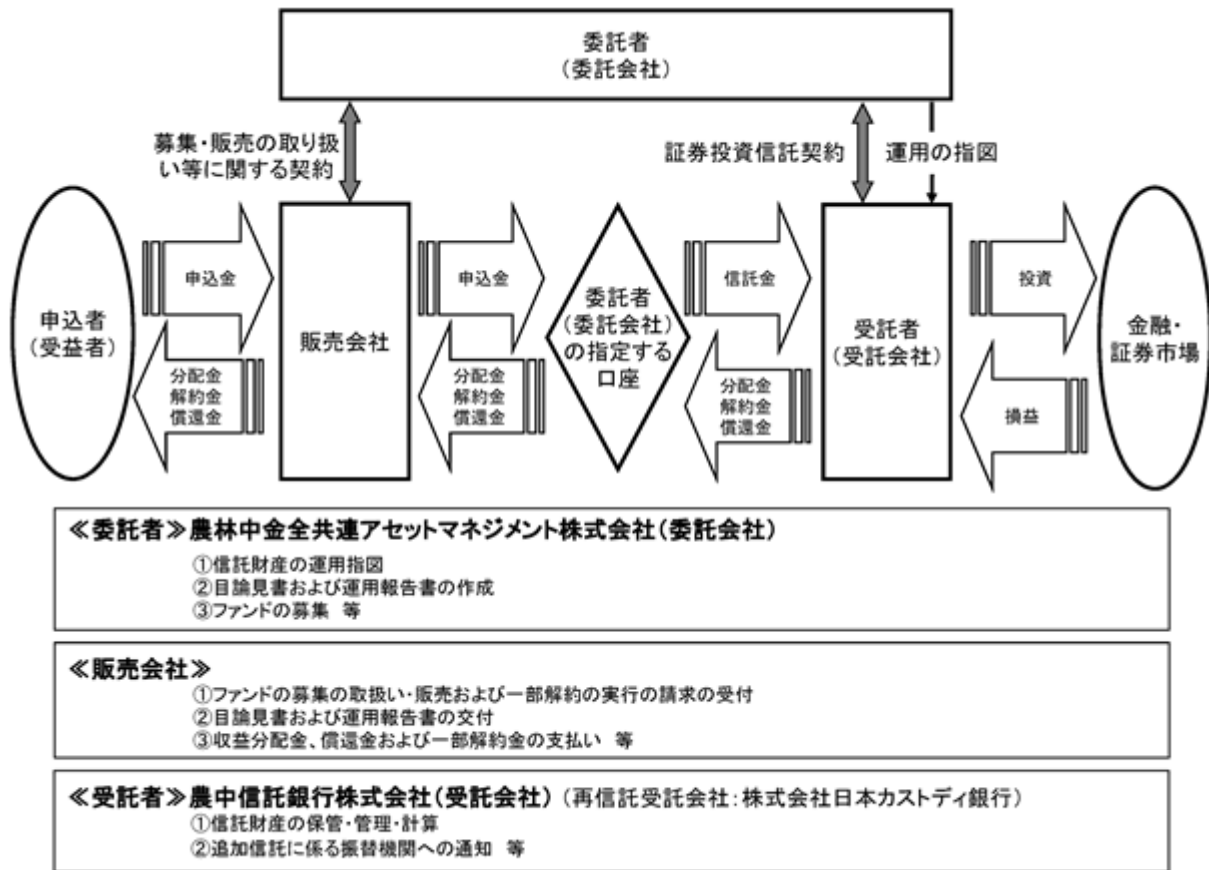 委託者
（委託会社）
募集・販売の取り扱
い等に関する契約
証券投資信託契約
運用の指図
申込者
（受益者）
申込金
分配金
解約金
償還金
販売会社
申込金
分配金
解約金
償還金
委託者
（委託会社）
の指定する
口座
信託金
分配金
解約金
償還金
受託者
（受託会社）
投資
損益
金融・
証券市場
≪委託者≫農林中金全共連アセットマネジメント株式会社（委託会社）
①信託財産の運用指図
②目論見書および運用報告書の作成
③ファンドの募集　等
≪販売会社≫
①ファンドの募集の取扱い・販売および一部解約の実行の請求の受付
②目論見書および運用報告書の交付
③収益分配金、償還金および一部解約金の支払い　等
≪受託者≫農中信託銀行株式会社（受託会社）（再信託受託会社：株式会社日本カストディ銀行）
①信託財産の保管・管理・計算
②追加信託に係る振替機関への通知　等